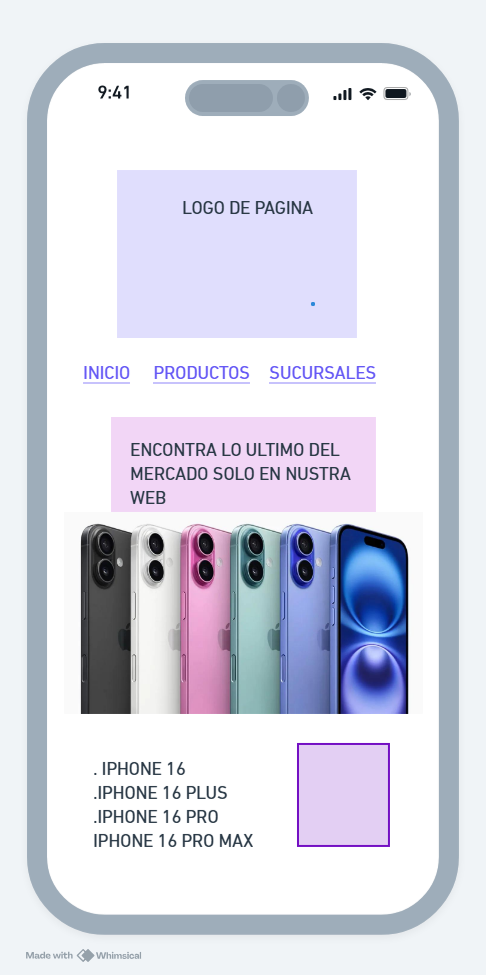 9:41
LOGO DE PAGINA
INICIO PRODUCTOS SUCURSALES
ENCONTRA LO ULTIMO DEL
MERCADO SOLO EN NUSTRA
WEB
. IPHONE 16
.IPHONE 16 PLUS
.IPHONE 16 PRO
IPHONE 16 PRO MAX
Made with Whimsical